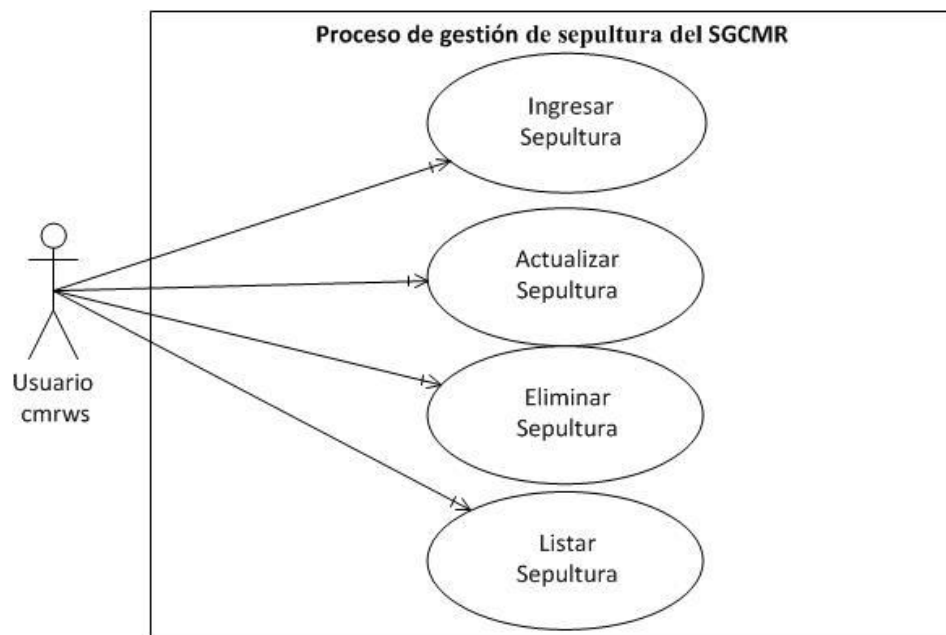 Proceso de gestión de sepultura del SGCMR
Ingresar
Sepultura
Actualizar
Sepultura
Eliminar
Sepultura
Listar
Sepultura
Usuario
cmrws